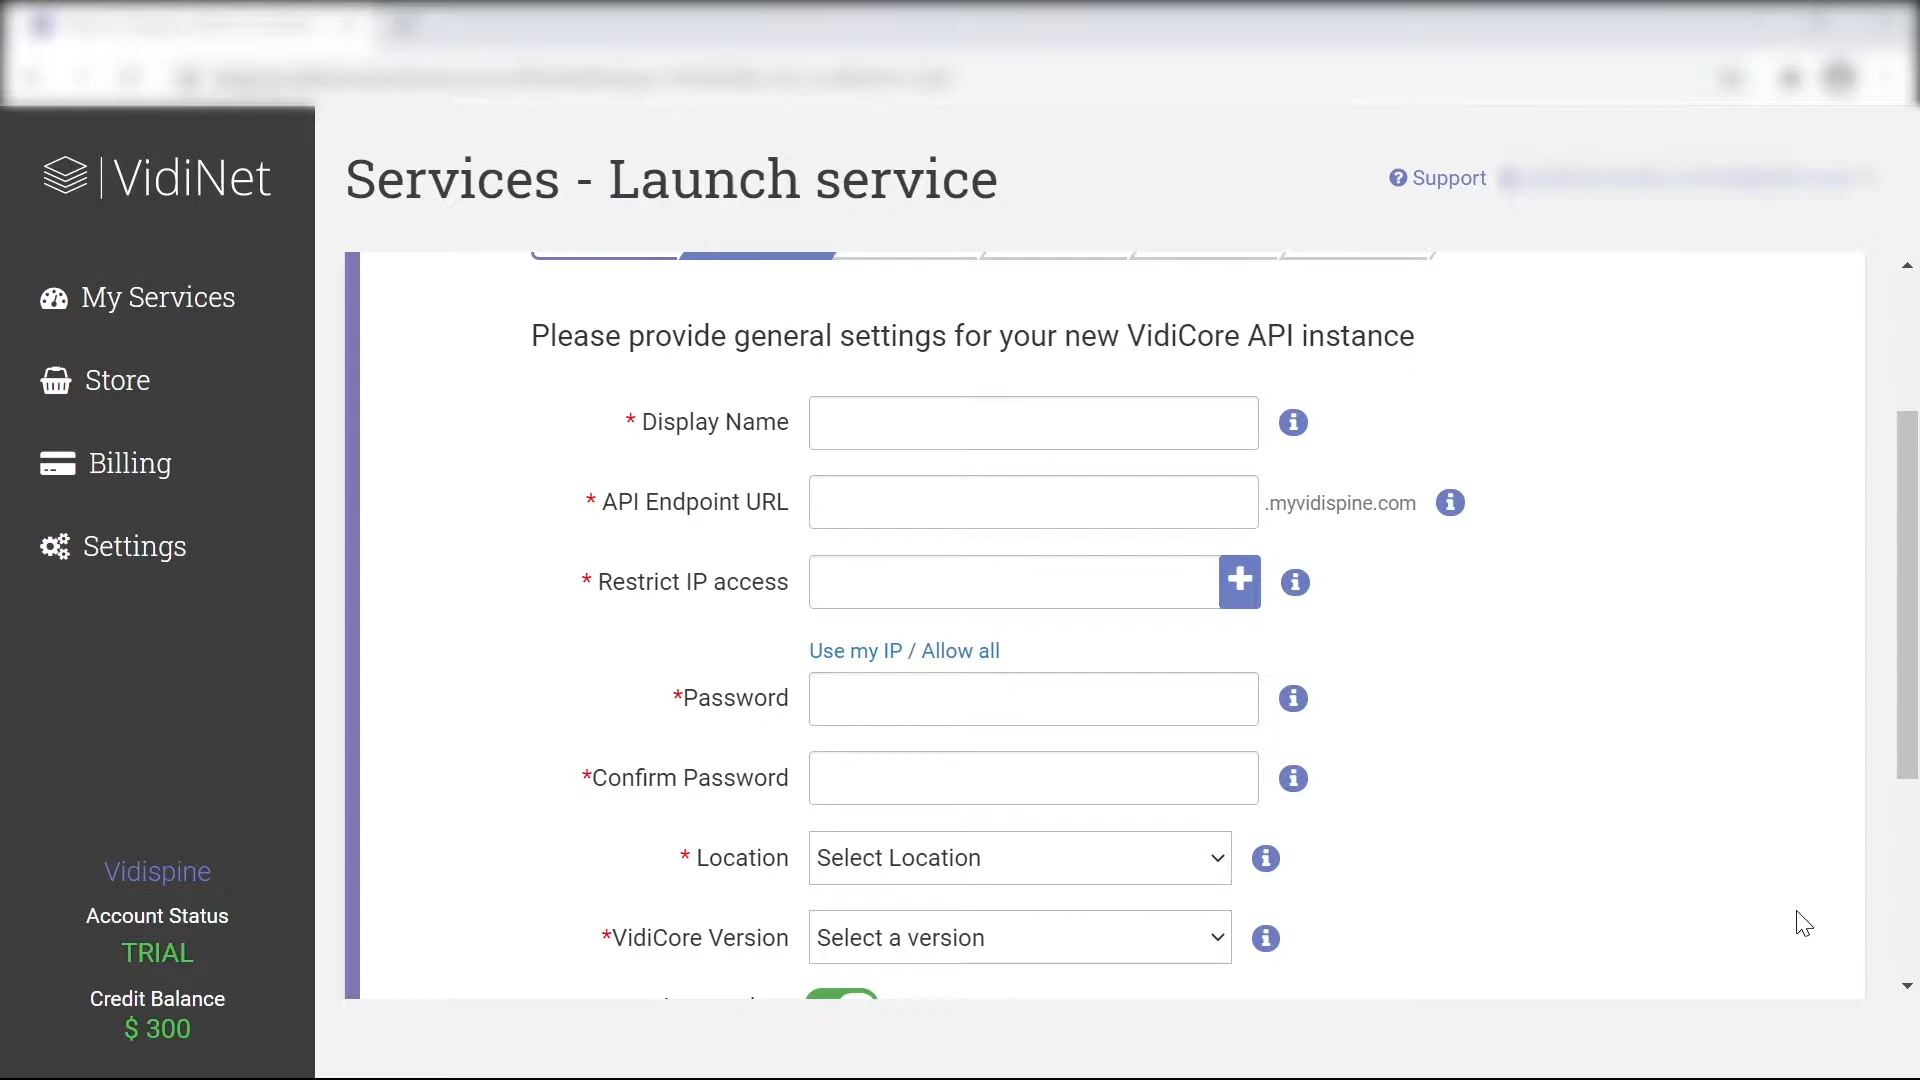 VidiNet
Services - Launch service
Support
My Services
Store
Billing
Settings
Please provide general settings for your new VidiCore API instance
* Display Name
* API Endpoint URL
.myvidispine.com
* Restrict IP access
Use my IP / Allow all
*Password
*Confirm Password
* Location
Select Location
*VidiCore Version
Select a version
Vidispine
Account Status
TRIAL
Credit Balance
$ 300